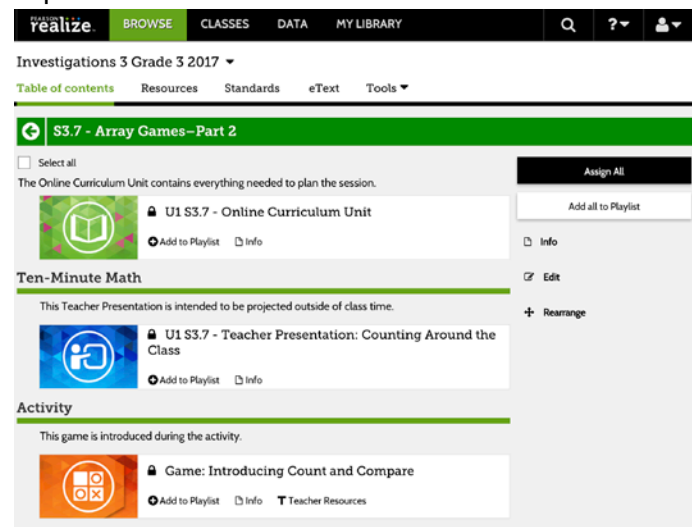 PEARSON
realize.
BROWSE CLASSES DATA MY LIBRARY ?
Investigations 3 Grade 3 2017
Table of contents Resources Standards eText Tools
S3.7 - Array Games–Part 2
Select all
The Online Curriculum Unit contains everything needed to plan the session.
U1 S3.7 - Online Curriculum Unit
Add to Playlist Info
Ten-Minute Math
This Teacher Presentation is intended to be projected outside of class time.
U1 S3.7 - Teacher Presentation: Counting Around the
Class
Add to Playlist Info
Activity
This game is introduced during the activity.
Game: Introducing Count and Compare
Add to Playlist Info T Teacher Resources
Assign All
Add all to Playlist
Info
Edit
Rearrange